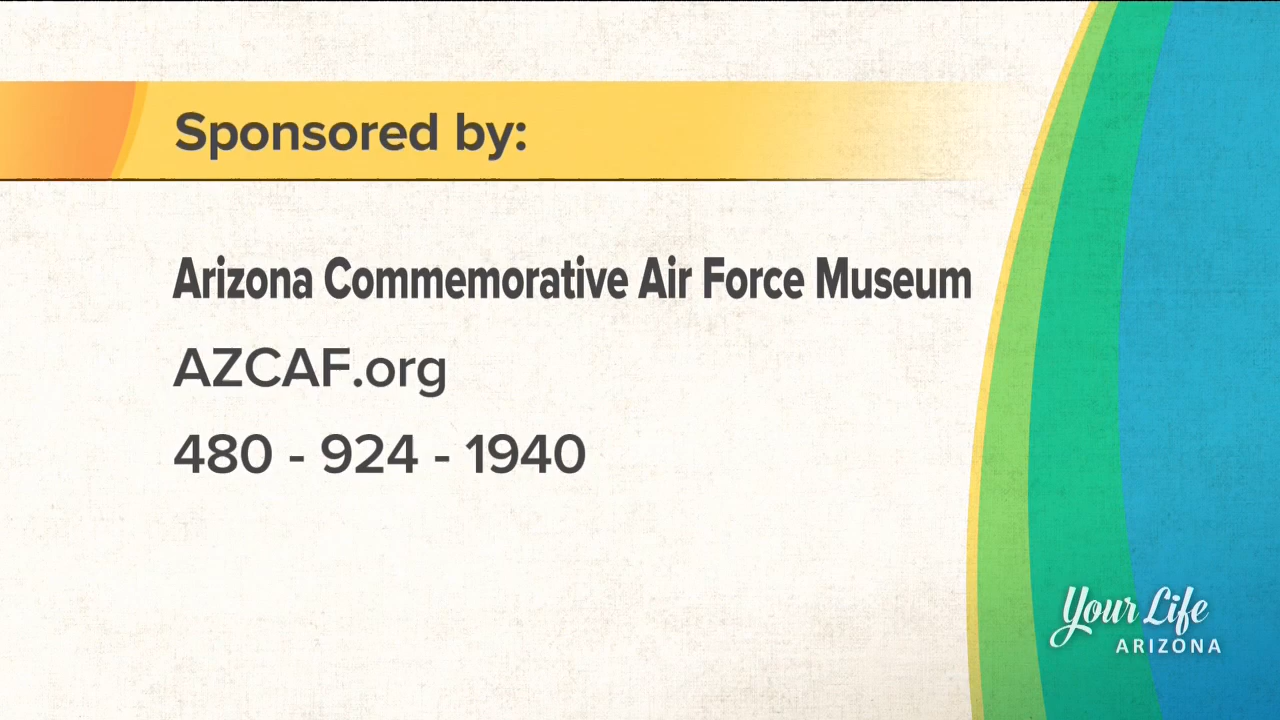 Sponsored by:
Arizona Commemorative Air Force Museum
AZCAF.org
480 - 924 - 1940
Your Life
ARIZONA